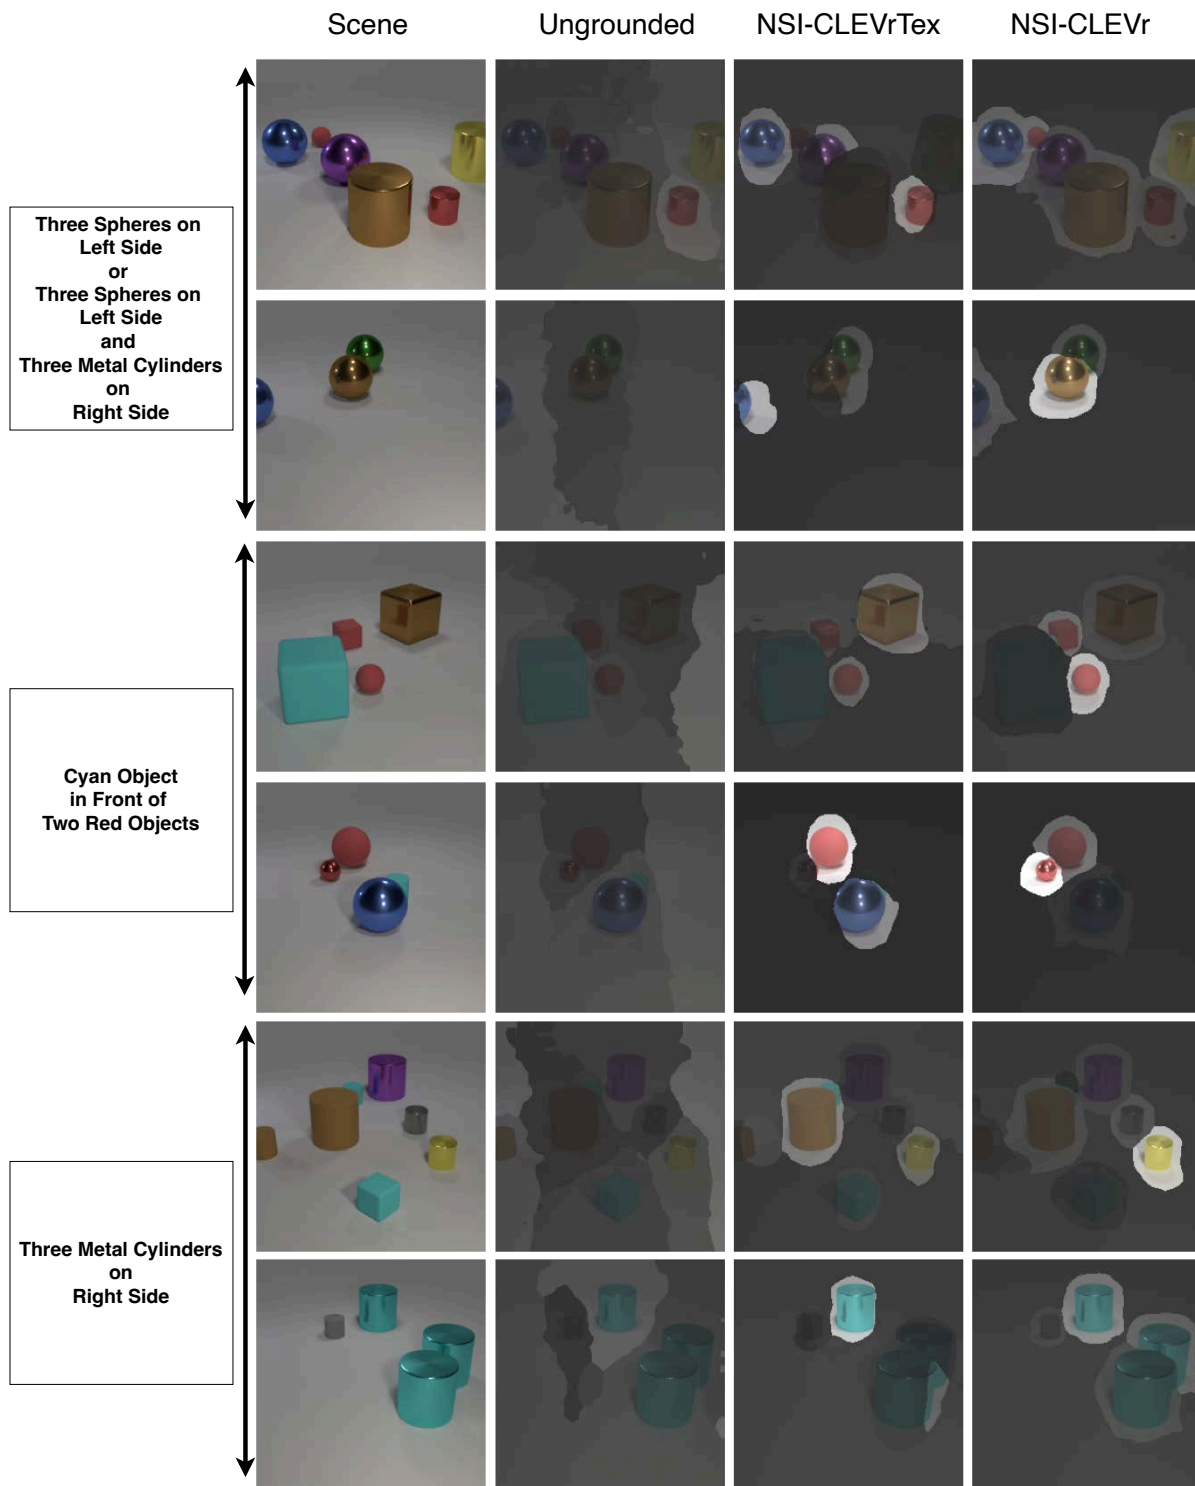 Scene Ungrounded NSI-CLEVrTex NSI-CLEVr
Three Spheres on
Left Side
or
Three Spheres on
Left Side
and
Three Metal Cylinders
on
Right Side
Cyan Object
in Front of
Two Red Objects
Three Metal Cylinders
on
Right Side